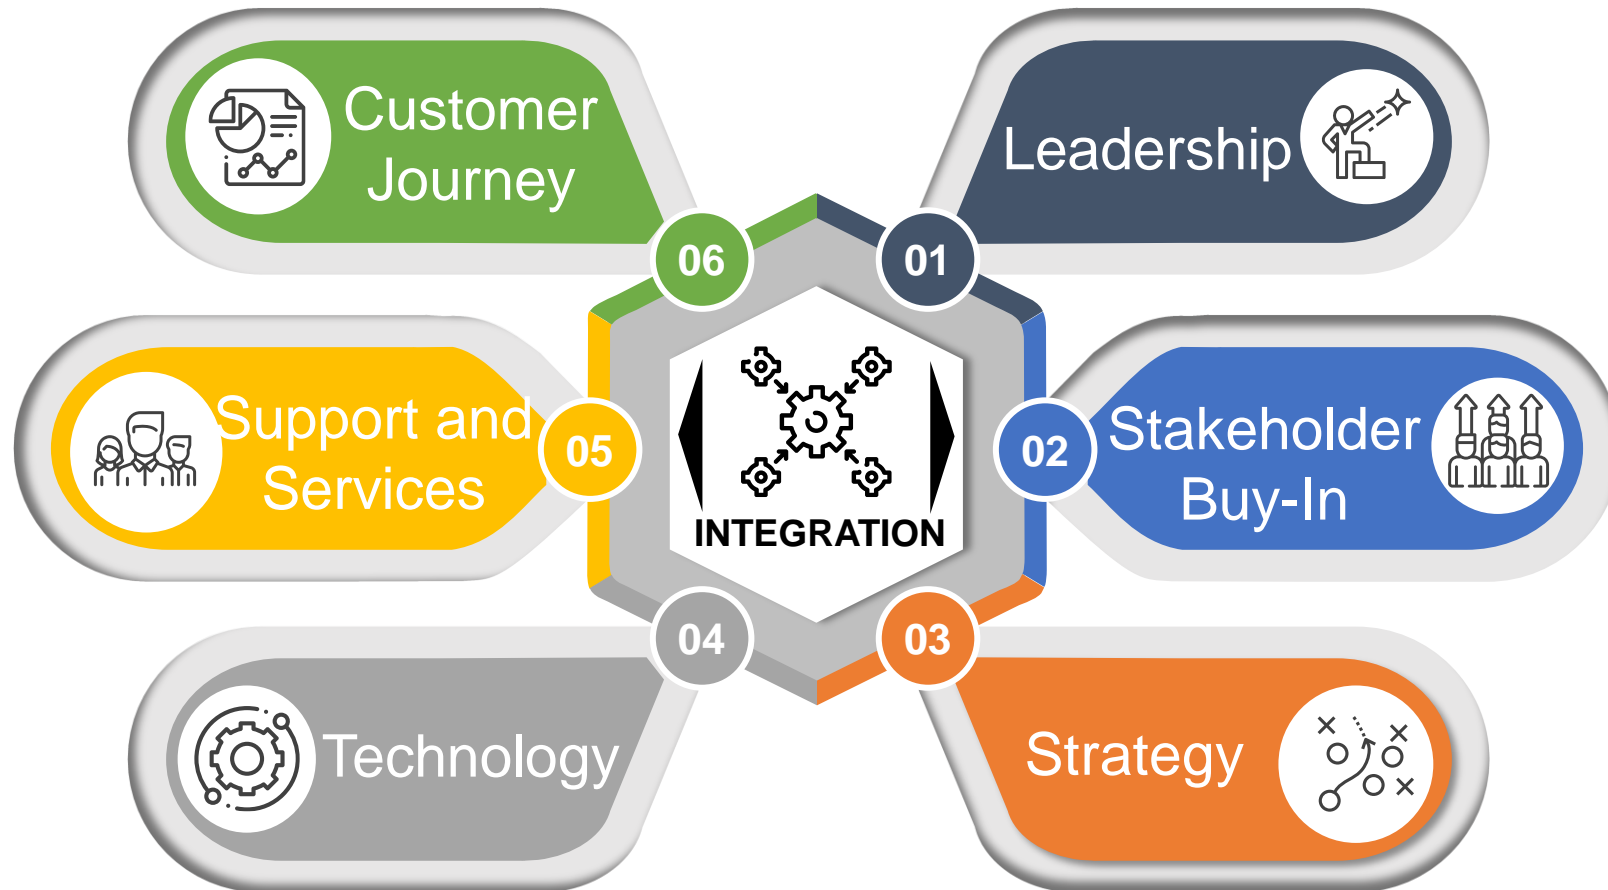 Customer
Journey
06
Leadership
01
Support and
Services
05
INTEGRATION
02
Stakeholder
Buy-In
04
Technology
03
Strategy